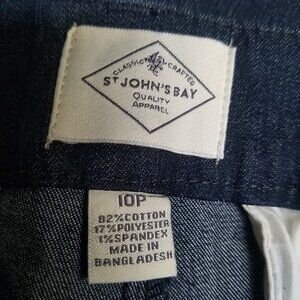 CLASSICALLY CRAFTED
ST JOHN'S BAY
QUALITY
APPAREL
10P
82%COTTON
17%POLYESTER
1%SPANDEX
MADE IN
BANGLADESH